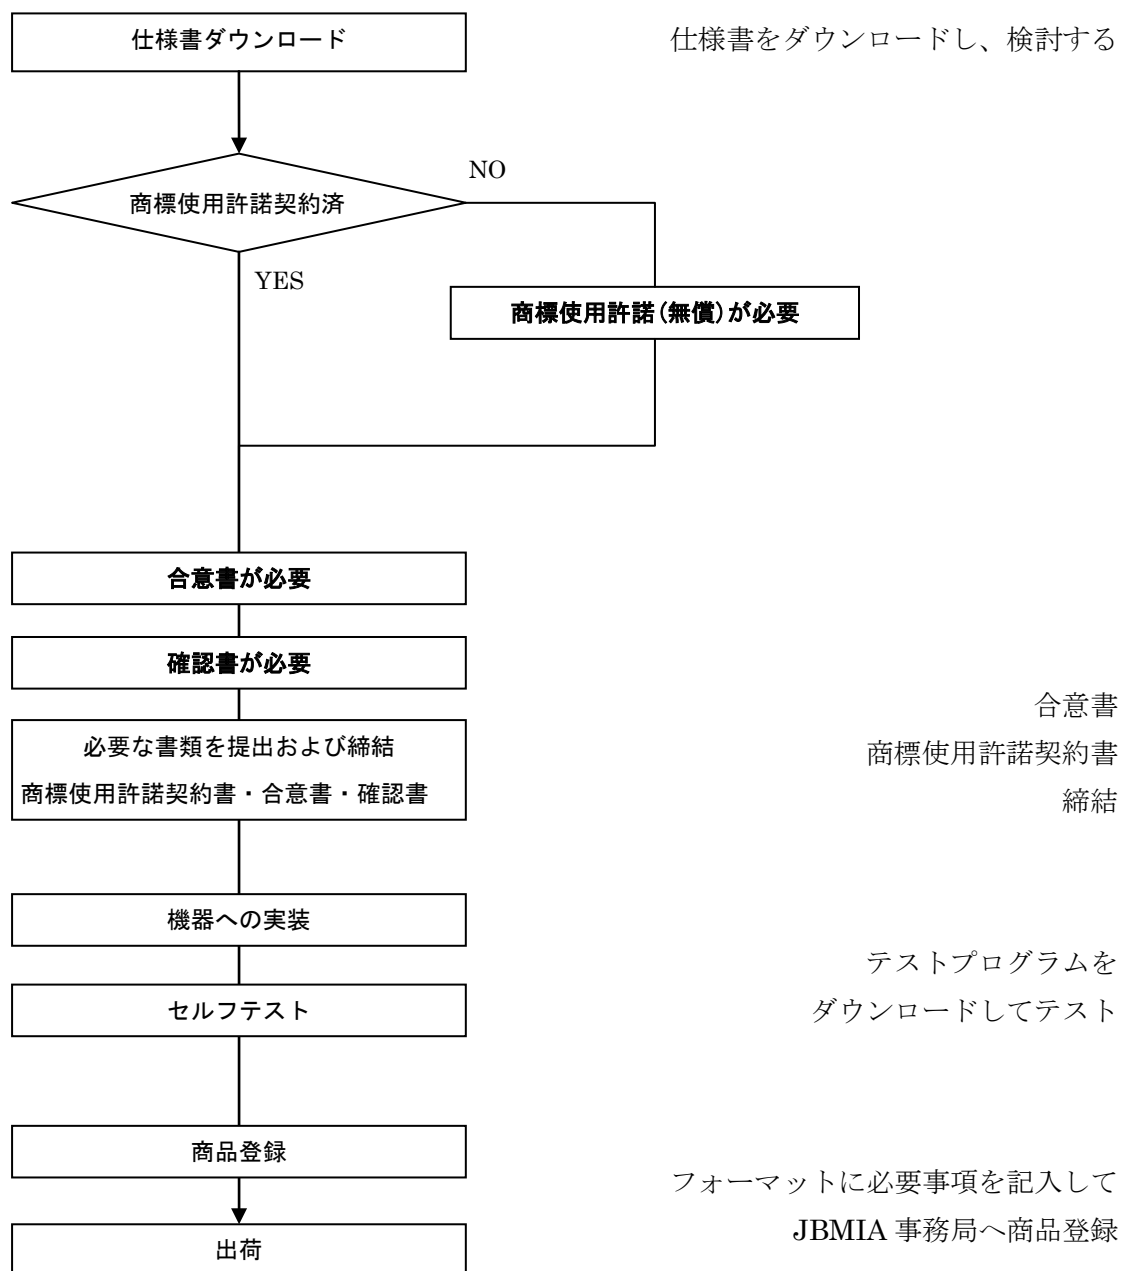 仕様書ダウンロード
仕様書をダウンロードし、検討する
NO
商標使用許諾契約済
YES
商標使用許諾(無償)が必要
合意書が必要
確認書が必要
必要な書類を提出および締結
商標使用許諾契約書・合意書・確認書
合意書
商標使用許諾契約書
締結
機器への実装
セルフテスト
テストプログラムを
ダウンロードしてテスト
商品登録
出荷
フォーマットに必要事項を記入して
JBMIA 事務局へ商品登録